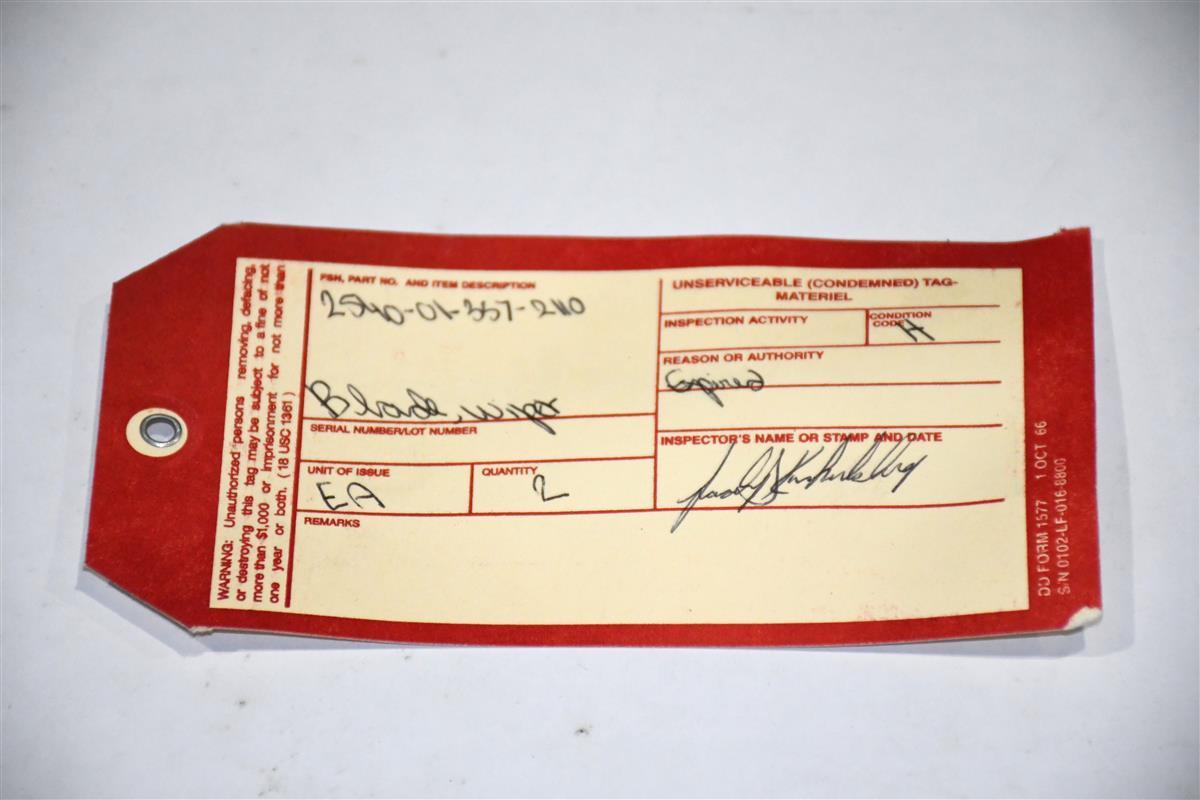 WARNING: Unauthorized persons removing, defacing,
or destroying this tag may be subject to a fine of not
more than $1,000 or imprisonment for not more than
one year or both. (18 USC 1361)
FSN, PART NO. AND ITEM DESCRIPTION
2540-01-357-2110
Blade, wiper
SERIAL NUMBER/LOT NUMBER
UNIT OF ISSUE
EA
QUANTITY
2
REMARKS
UNSERVICEABLE (CONDEMNED) TAG-
MATERIEL
INSPECTION ACTIVITY
CONDITION
CODE
H
REASON OR AUTHORITY
Expired
INSPECTOR'S NAME OR STAMP AND DATE
DD FORM 1577 1 OCT 66
S/N 0102-LF-016-8800